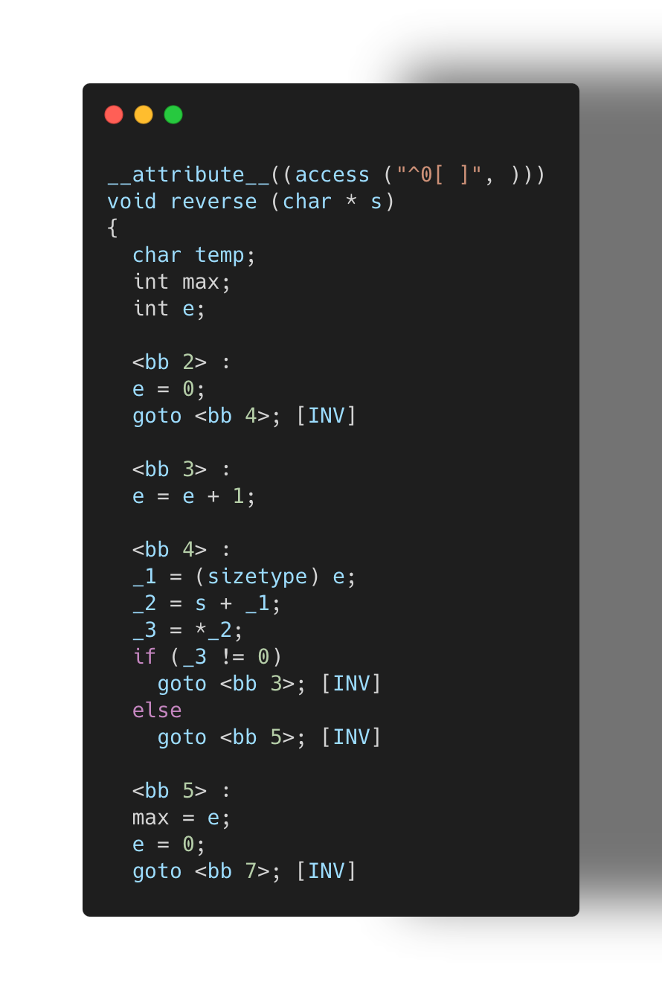 __attribute__((access ("^0[ ]", )))
void reverse (char * s)
{
  char temp;
  int max;
  int e;

  <bb 2> :
  e = 0;
  goto <bb 4>; [INV]

  <bb 3> :
  e = e + 1;

  <bb 4> :
  _1 = (sizetype) e;
  _2 = s + _1;
  _3 = *_2;
  if (_3 != 0)
    goto <bb 3>; [INV]
  else
    goto <bb 5>; [INV]

  <bb 5> :
  max = e;
  e = 0;
  goto <bb 7>; [INV]